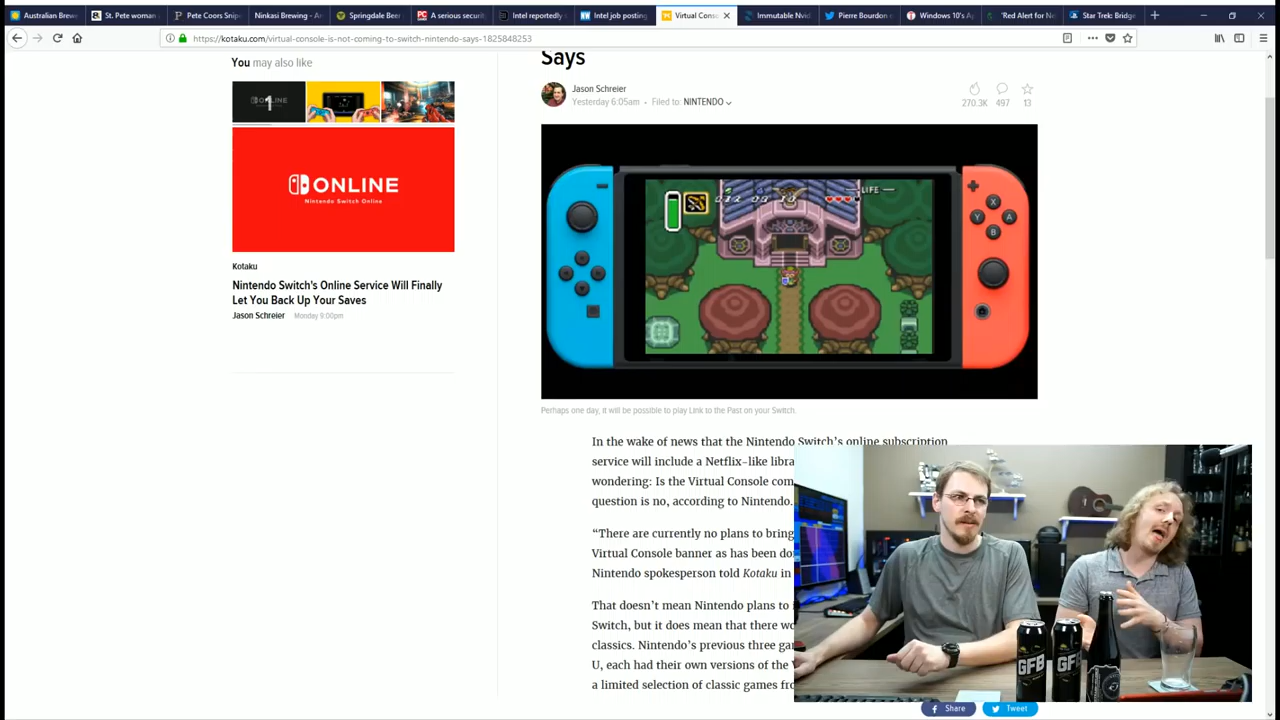 Australian Brew
St. Pete woman
Pete Coors Snip
Ninkasi Brewing - Ar
Springdale Beer
A serious securit
Intel reportedly s
Intel job posting
Virtual Conso
Immutable Nvid
Pierre Bourdon o
Windows 10's Ap
'Red Alert for Ne
Star Trek: Bridge
https://kotaku.com/virtual-console-is-not-coming-to-switch-nintendo-says-1825848253
You may also like
1
ONLINE
Nintendo Switch Online
Kotaku
Nintendo Switch's Online Service Will Finally
Let You Back Up Your Saves
Jason Schreier Monday 9:00pm
Says
Jason Schreier
Yesterday 6:05am • Filed to: NINTENDO
270.3K 497 13
LIFE
X
Y A
B
Perhaps one day, it will be possible to play Link to the Past on your Switch.
In the wake of news that the Nintendo Switch's online subscription
service will include a Netflix-like libra
wondering: Is the Virtual Console com
question is no, according to Nintendo.
“There are currently no plans to bring
Virtual Console banner as has been do
Nintendo spokesperson told Kotaku in
That doesn't mean Nintendo plans to
Switch, but it does mean that there wo
classics. Nintendo's previous three ga
U, each had their own versions of the
a limited selection of classic games fro
GFB
GFB
Share
Tweet